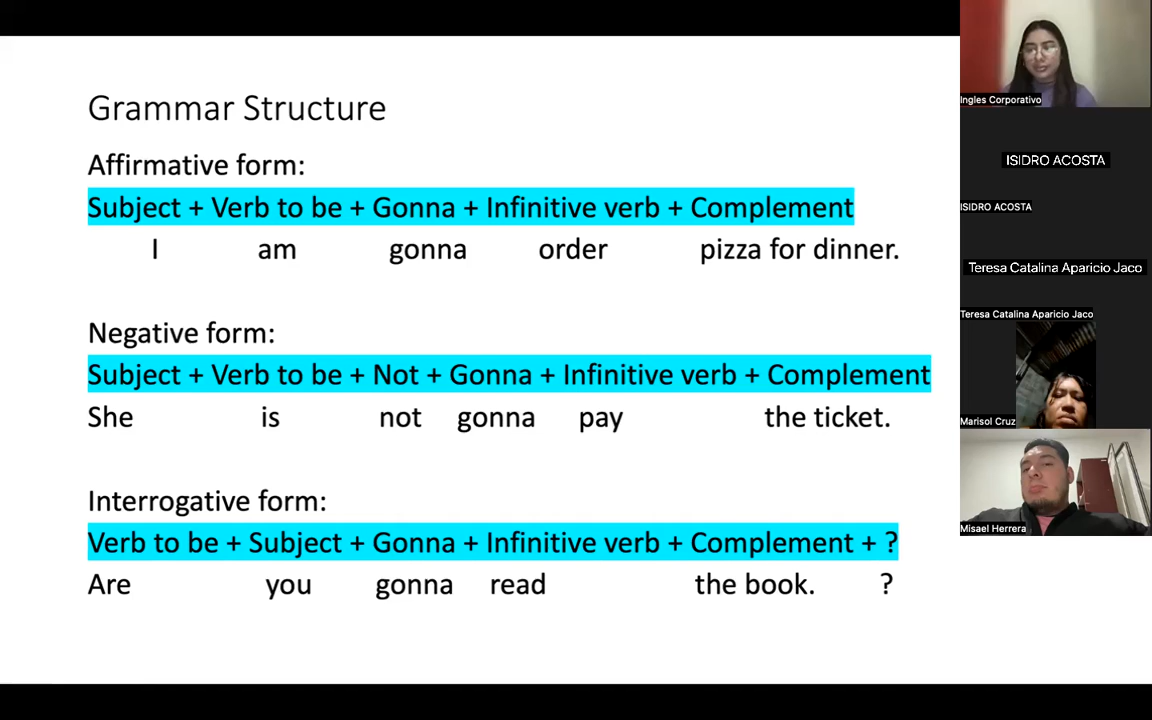 Grammar Structure
Affirmative form:
Subject + Verb to be + Gonna + Infinitive verb + Complement
I am gonna order pizza for dinner.
Negative form:
Subject + Verb to be + Not + Gonna + Infinitive verb + Complement
She is not gonna pay the ticket.
Interrogative form:
Verb to be + Subject + Gonna + Infinitive verb + Complement + ?
Are you gonna read the book. ?
Ingles Corporativo
ISIDRO ACOSTA
ISIDRO ACOSTA
Teresa Catalina Aparicio Jaco
Teresa Catalina Aparicio Jaco
Marisol Cruz
Misael Herrera